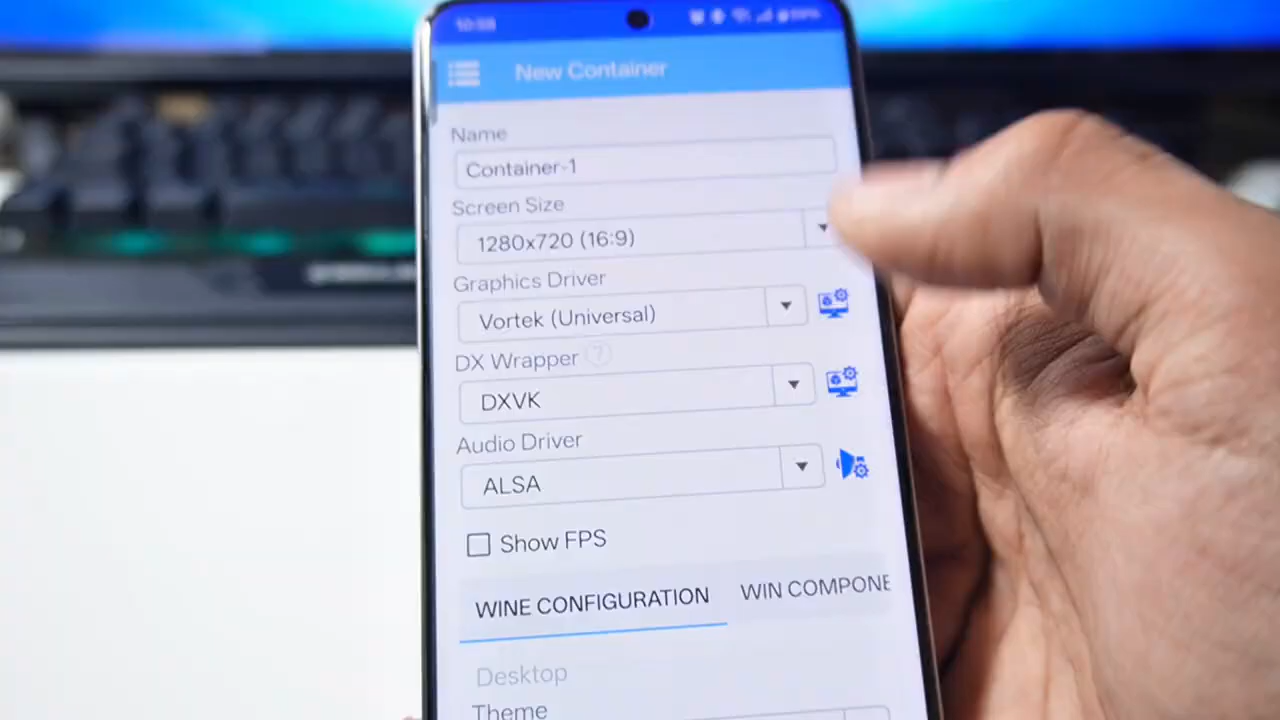 New Container
Name
Container-1
Screen Size
1280x720 (16:9)
Graphics Driver
Vortek (Universal)
DX Wrapper ?
DXVK
Audio Driver
ALSA
Show FPS
WINE CONFIGURATION
WIN COMPONE
Desktop
Theme